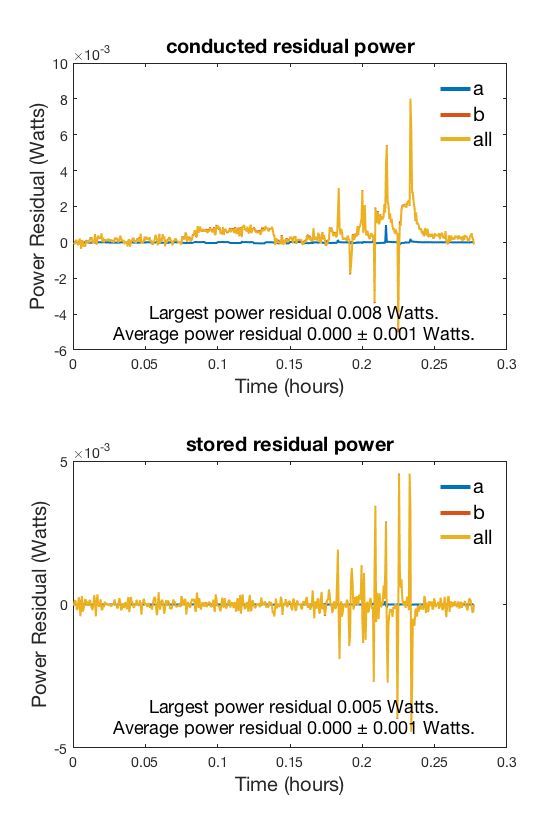 conducted residual power
×10⁻³
10
8
6
4
2
0
-2
-4
-6
Power Residual (Watts)
a
b
all
Largest power residual 0.008 Watts.
Average power residual 0.000 ± 0.001 Watts.
0 0.05 0.1 0.15 0.2 0.25 0.3
Time (hours)
stored residual power
×10⁻³
5
0
-5
Power Residual (Watts)
a
b
all
Largest power residual 0.005 Watts.
Average power residual 0.000 ± 0.001 Watts.
0 0.05 0.1 0.15 0.2 0.25 0.3
Time (hours)